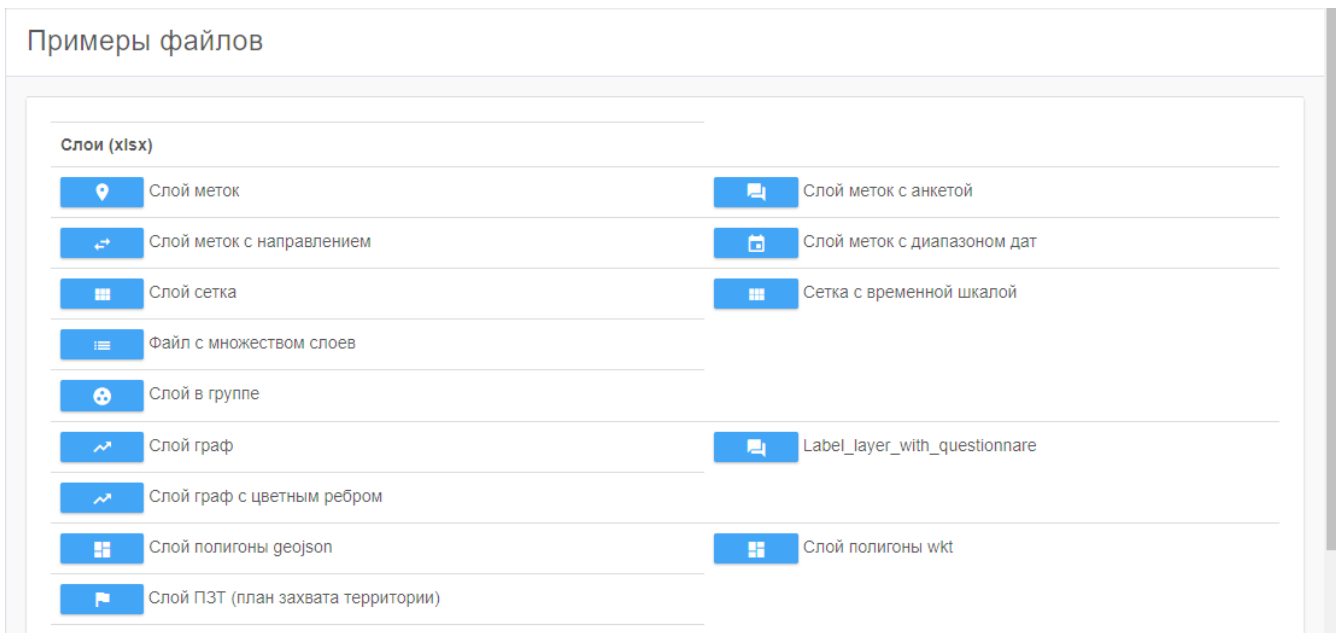 Примеры файлов
Слои (xlsx)
Слой меток
Слой меток с анкетой
Слой меток с направлением
Слой меток с диапазоном дат
Слой сетка
Сетка с временной шкалой
Файл с множеством слоев
Слой в группе
Слой граф
Label_layer_with_questionnare
Слой граф с цветным ребром
Слой полигоны geojson
Слой полигоны wkt
Слой ПЗТ (план захвата территории)